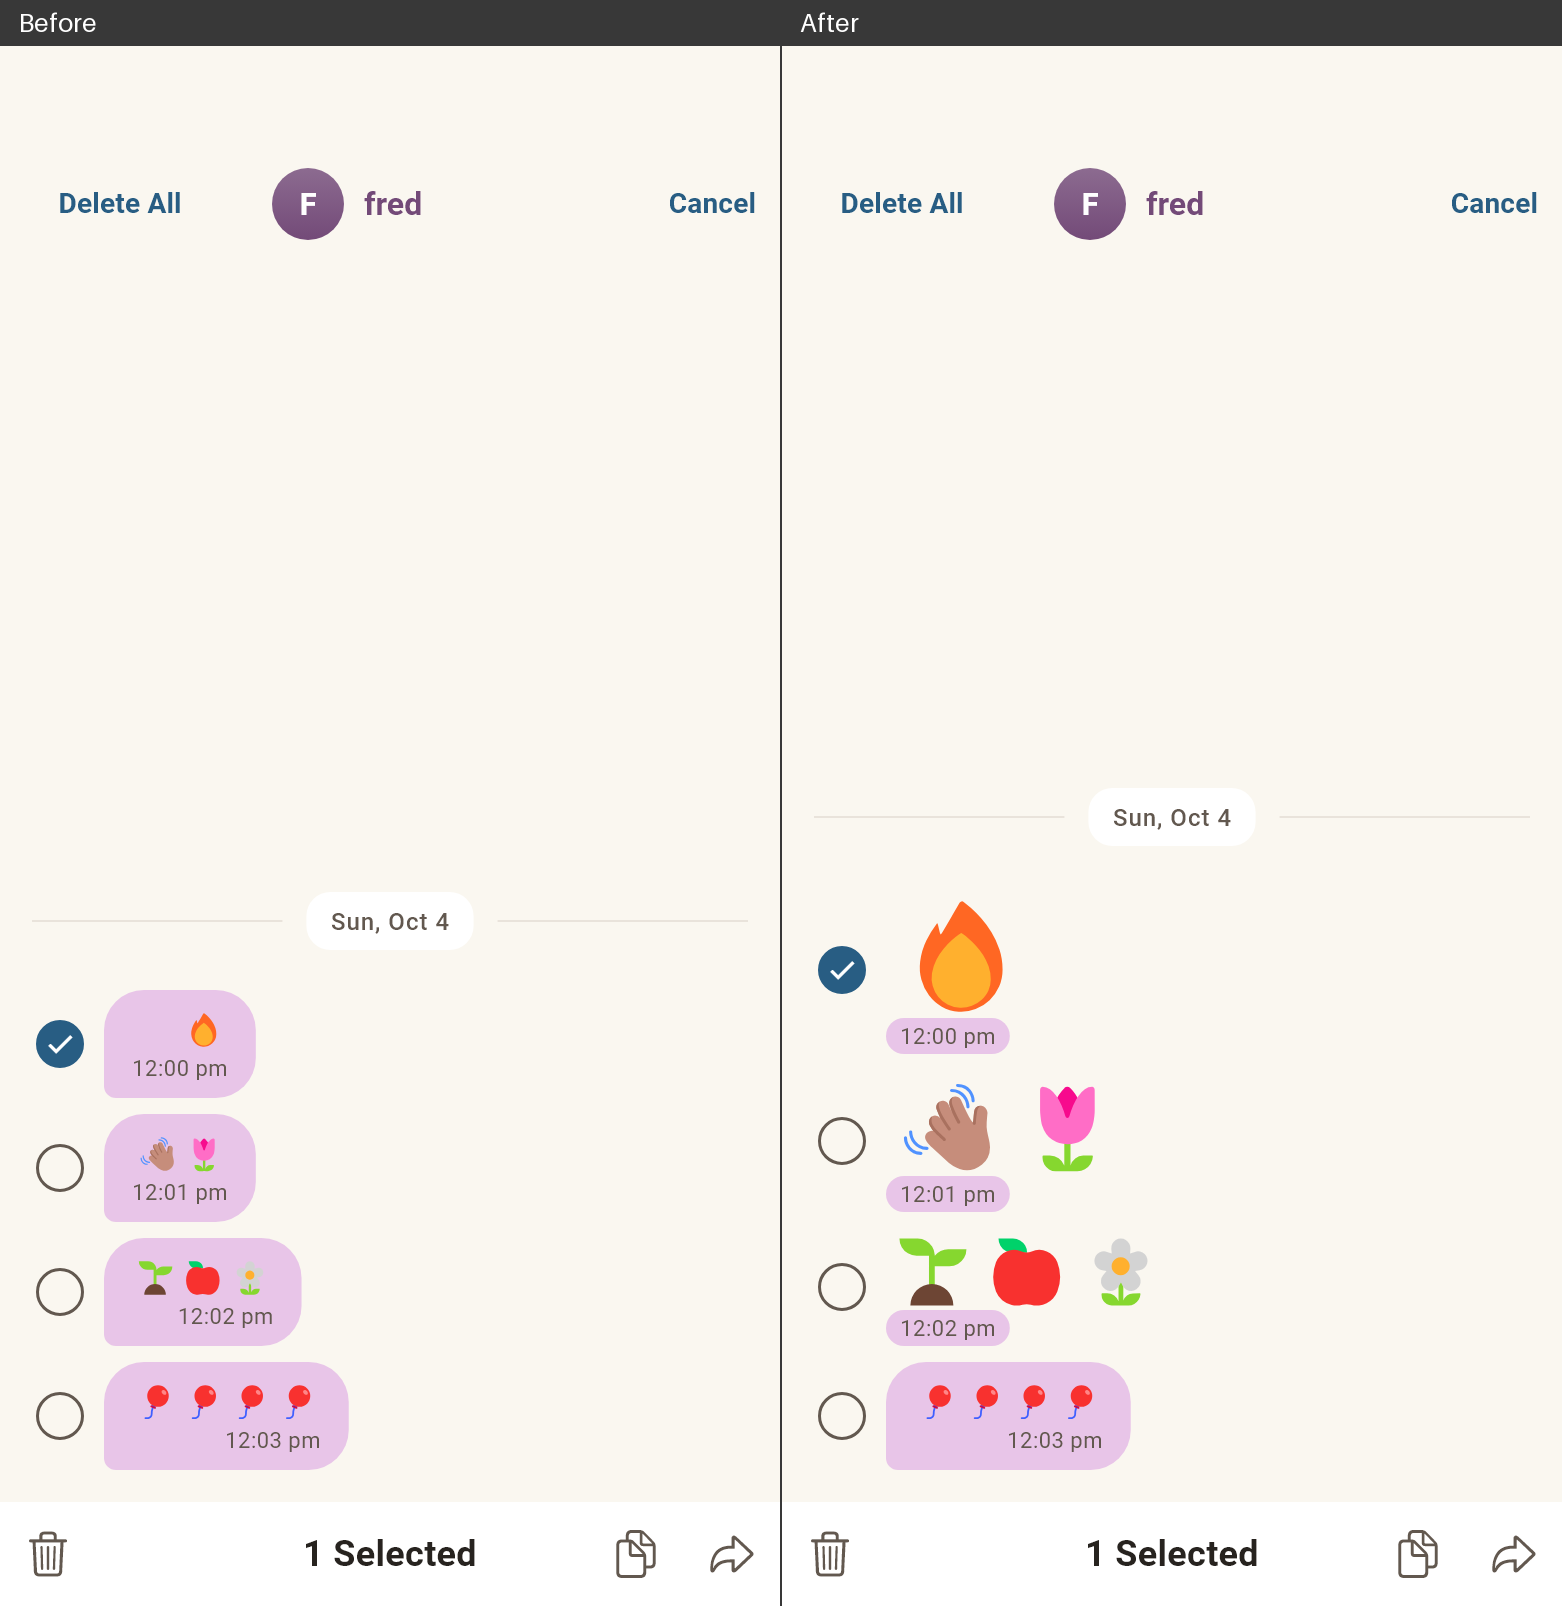 Before
Delete All
F
fred
Cancel
Sun, Oct 4
12:00 pm
12:01 pm
12:02 pm
12:03 pm
1 Selected
After
Delete All
F
fred
Cancel
Sun, Oct 4
12:00 pm
12:01 pm
12:02 pm
12:03 pm
1 Selected